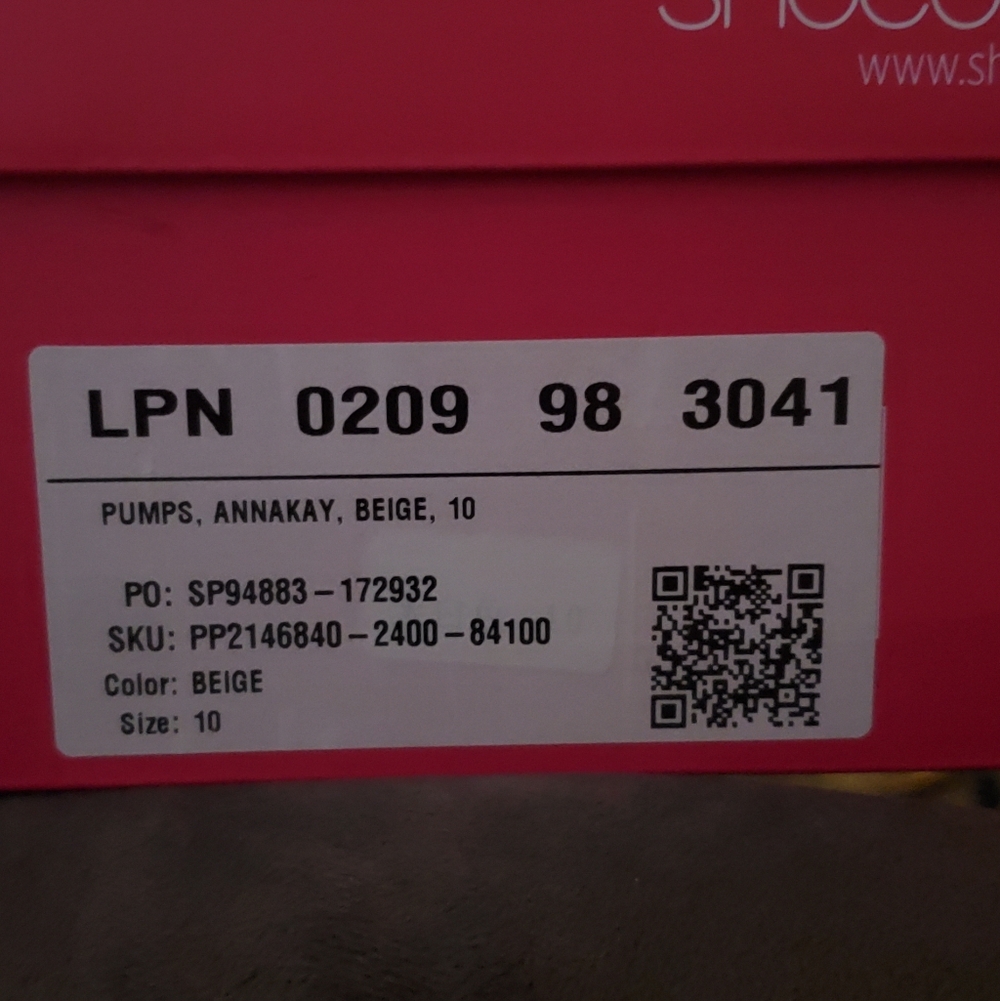 www.sh
LPN 0209 98 3041
PUMPS, ANNAKAY, BEIGE, 10
PO: SP94883-172932
SKU: PP2146840-2400-84100
Color: BEIGE
Size: 10